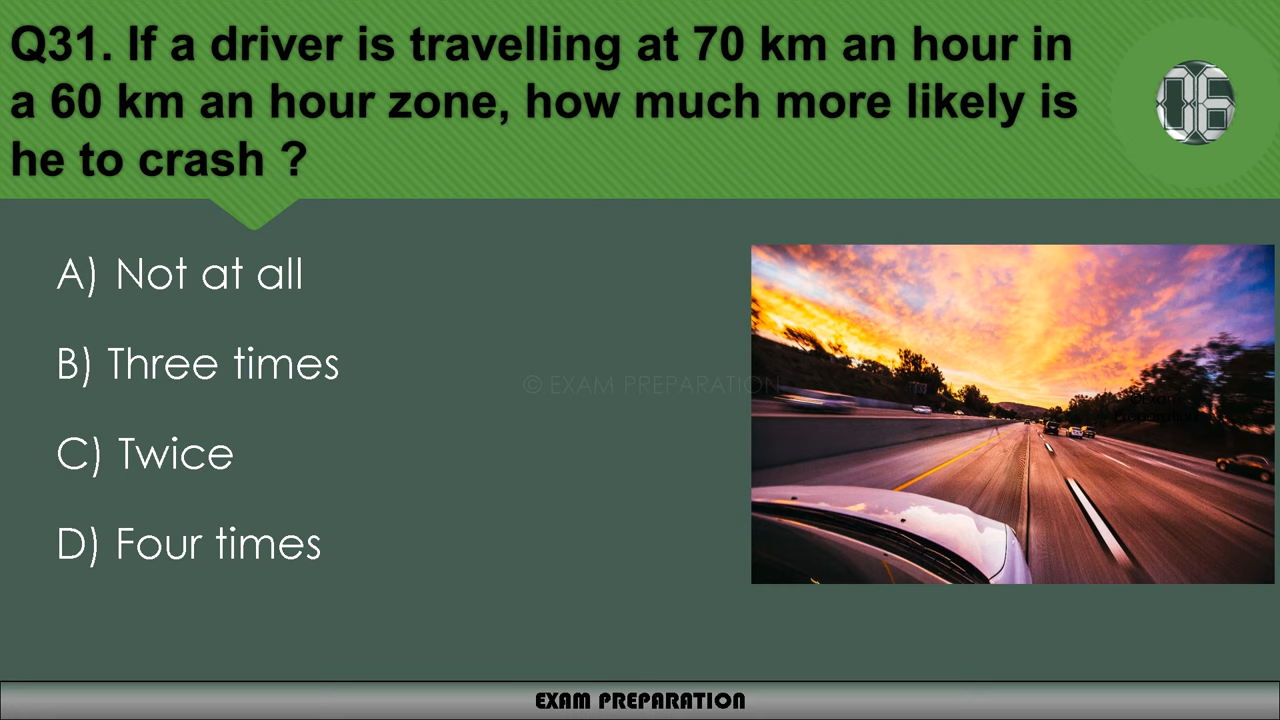 Q31. If a driver is travelling at 70 km an hour in
a 60 km an hour zone, how much more likely is
he to crash ?
06
A) Not at all
B) Three times
C) Twice
D) Four times
© EXAM PREPARATION
EXAM PREPARATION